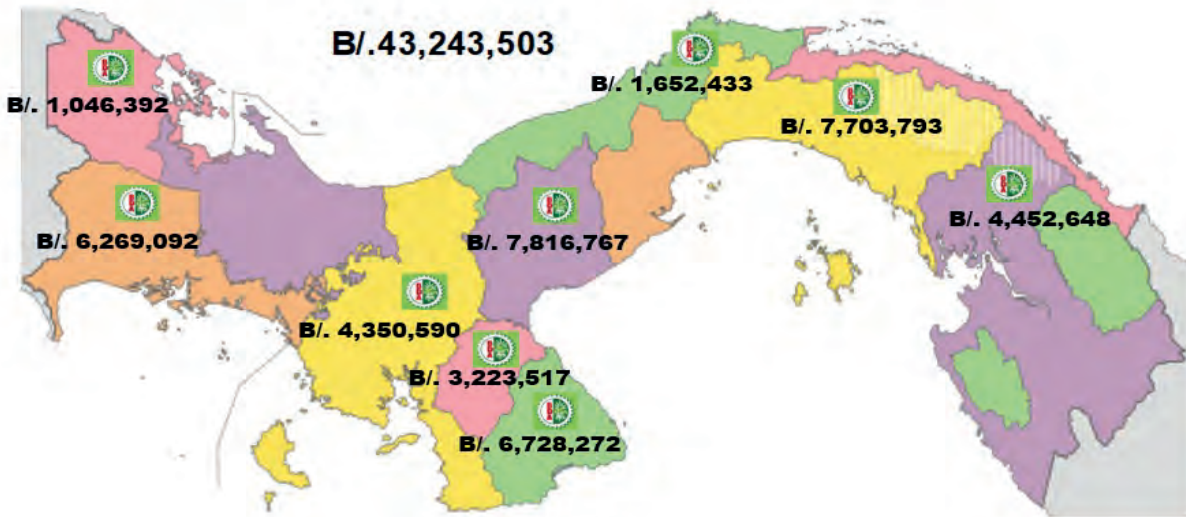 B/.43,243,503
B/. 1,046,392
B/. 1,652,433
B/. 7,703,793
B/. 6,269,092
B/. 7,816,767
B/. 4,452,648
B/. 4,350,590
B/. 3,223,517
B/. 6,728,272